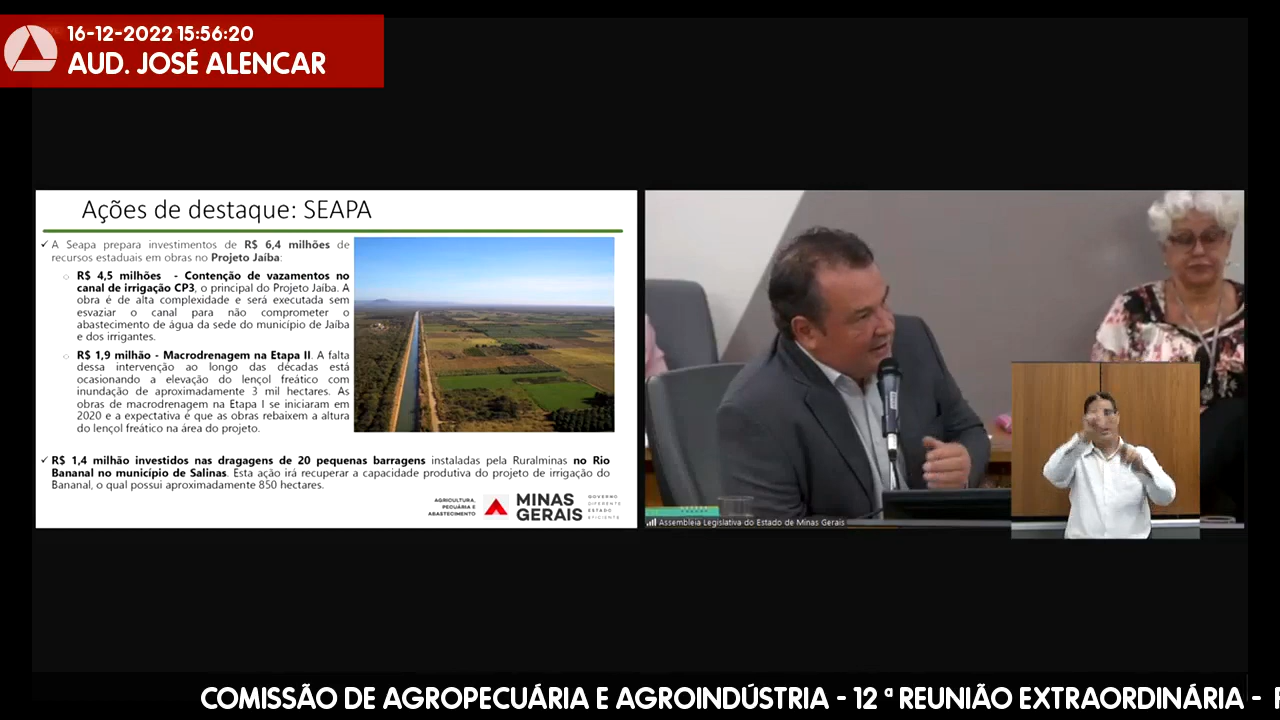 16-12-2022 15:56:20
AUD. JOSÉ ALENCAR
Ações de destaque: SEAPA
✓ A Seapa prepara investimentos de R$ 6,4 milhões de
recursos estaduais em obras no Projeto Jaíba:
R$ 4,5 milhões - Contenção de vazamentos no
canal de irrigação CP3, o principal do Projeto Jaíba. A
obra é de alta complexidade e será executada sem
esvaziar o canal para não comprometer o
abastecimento de água da sede do município de Jaíba
e dos irrigantes.
R$ 1,9 milhão - Macrodrenagem na Etapa II. A falta
dessa intervenção ao longo das décadas está
ocasionando a elevação do lençol freático com
inundação de aproximadamente 3 mil hectares. As
obras de macrodrenagem na Etapa I se iniciaram em
2020 e a expectativa é que as obras rebaixem a altura
do lençol freático na área do projeto.
✓ R$ 1,4 milhão investidos nas dragagens de 20 pequenas barragens instaladas pela Ruralminas no Rio
Bananal no município de Salinas. Esta ação irá recuperar a capacidade produtiva do projeto de irrigação do
Bananal, o qual possui aproximadamente 850 hectares.
AGRICULTURA,
PECUÁRIA E
ABASTECIMENTO
MINAS
GERAIS
GOVERNO
DIFERENTE
ESTADO
EFICIENTE
Assembleia Legislativa do Estado de Minas Gerais
COMISSÃO DE AGROPECUÁRIA E AGROINDÚSTRIA - 12 ª REUNIÃO EXTRAORDINÁRIA -